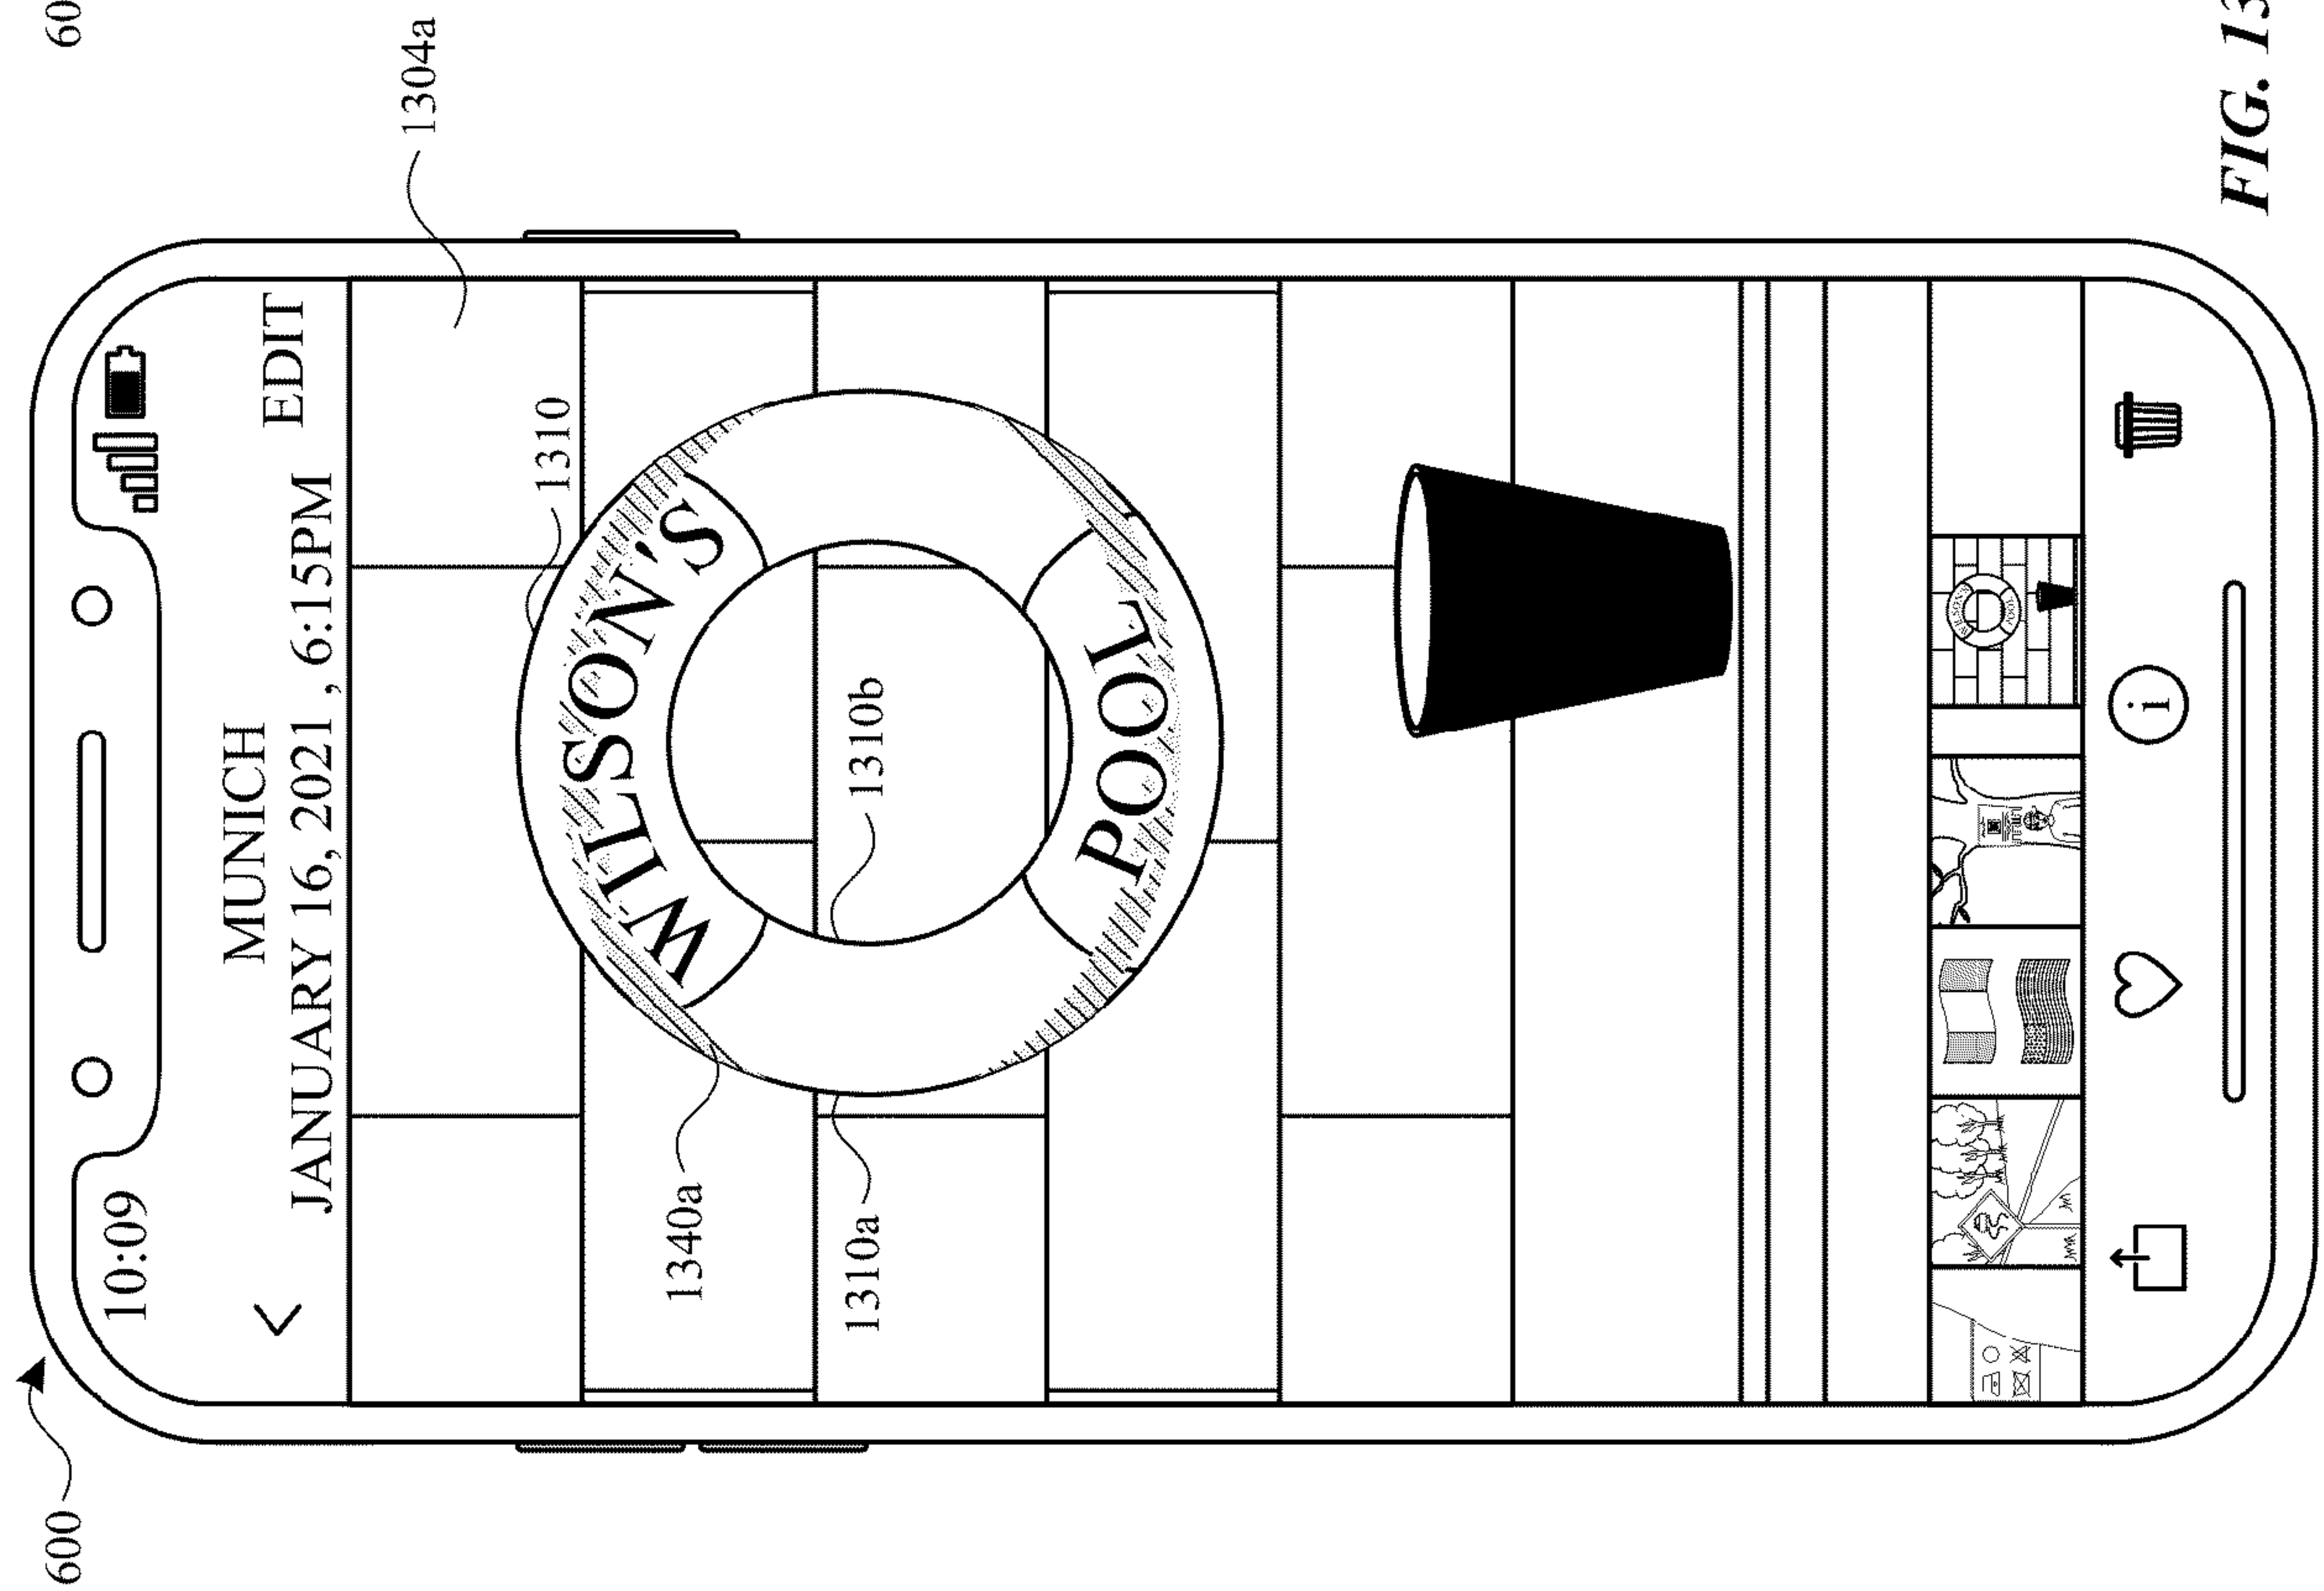 600
60
10:09
MUNICH
JANUARY 16, 2021, 6:15PM
EDIT
1304a
1310
WILSON'S
1340a
1310a
1310b
POOL
i
FIG. 13